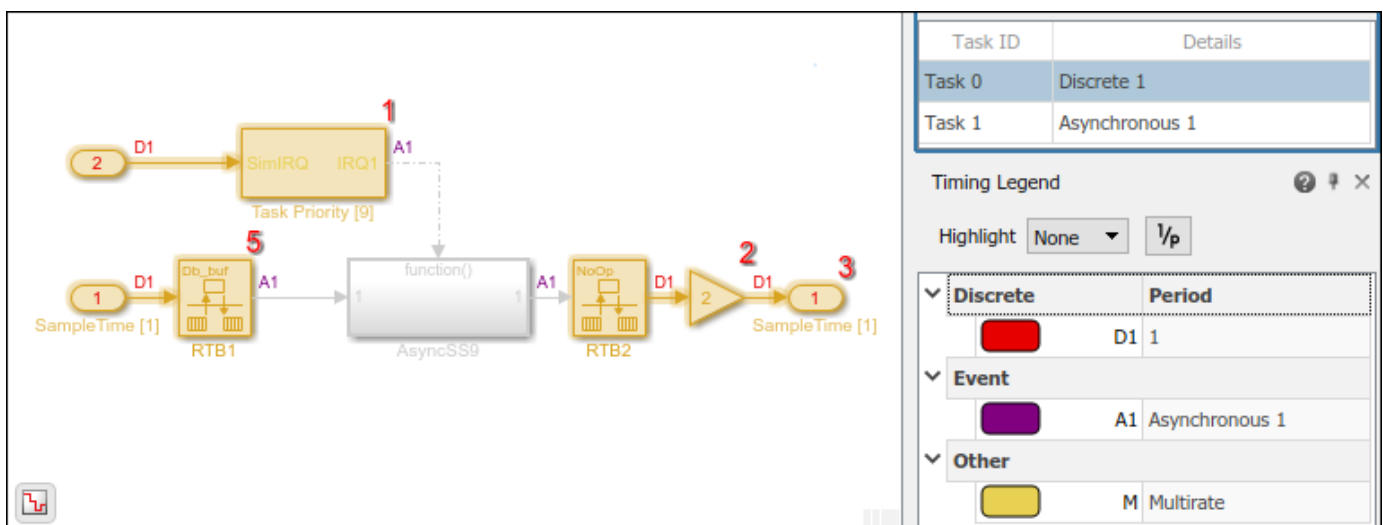 1
D1
A1
2
SimIRQ IRQ1
Task Priority [9]
5
2
3
D1
Db_buf
A1
function()
A1
NoOp
D1
D1
1
1
1
2
1
SampleTime [1]
SampleTime [1]
RTB1
AsyncSS9
RTB2
Task ID Details
Task 0 Discrete 1
Task 1 Asynchronous 1
Timing Legend
Highlight None 1/p
Discrete Period
D1 1
Event
A1 Asynchronous 1
Other
M Multirate